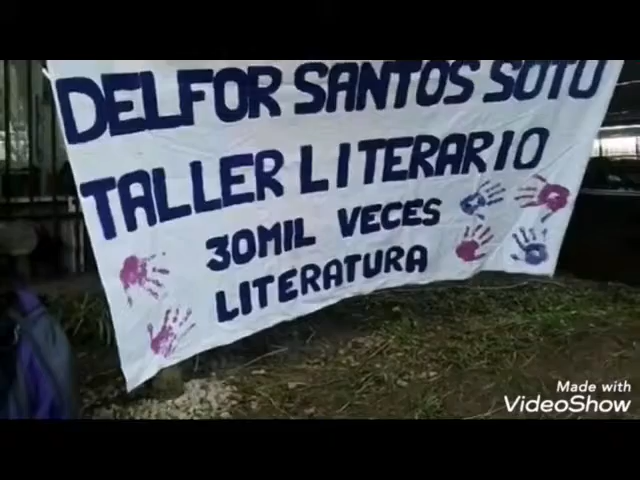 DELFOR SANTOS SOTO
TALLER LITERARIO
30MIL VECES
LITERATURA
Made with
VideoShow